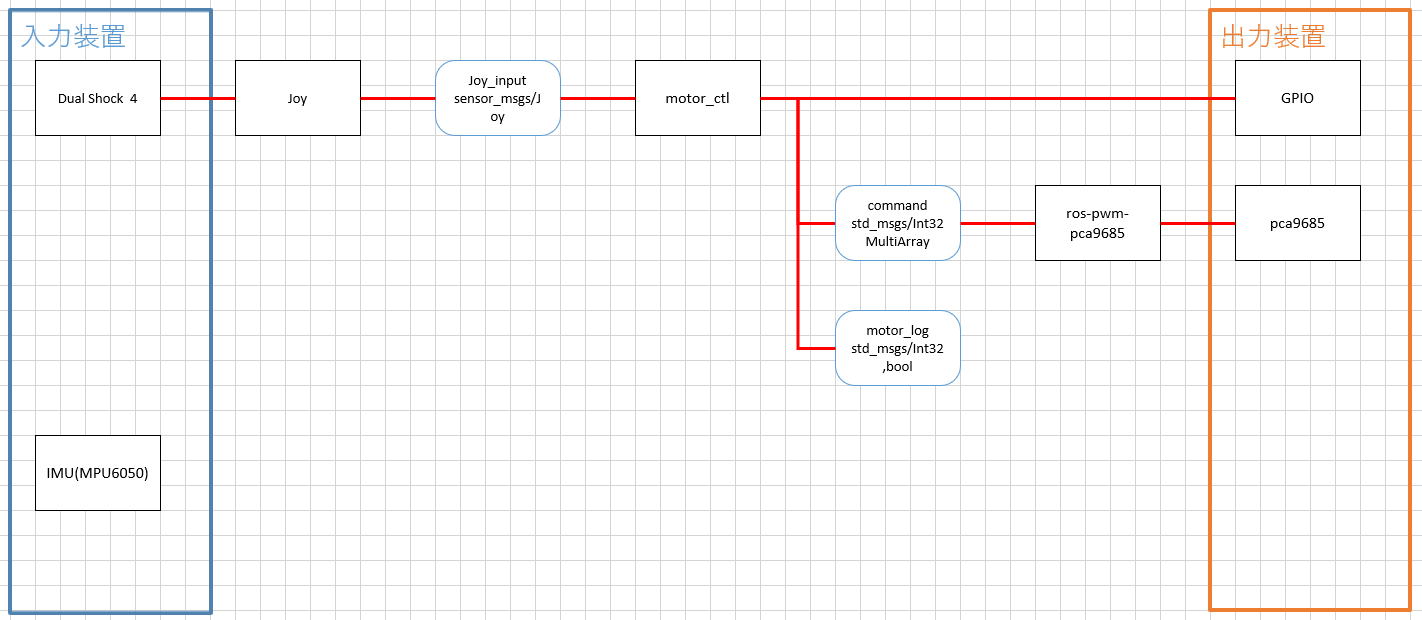 入力装置
出力装置
Dual Shock 4
Joy
Joy_input
sensor_msgs/J
oy
motor_ctl
GPIO
command
std_msgs/Int32
MultiArray
ros-pwm-
pca9685
pca9685
motor_log
std_msgs/Int32
,bool
IMU(MPU6050)